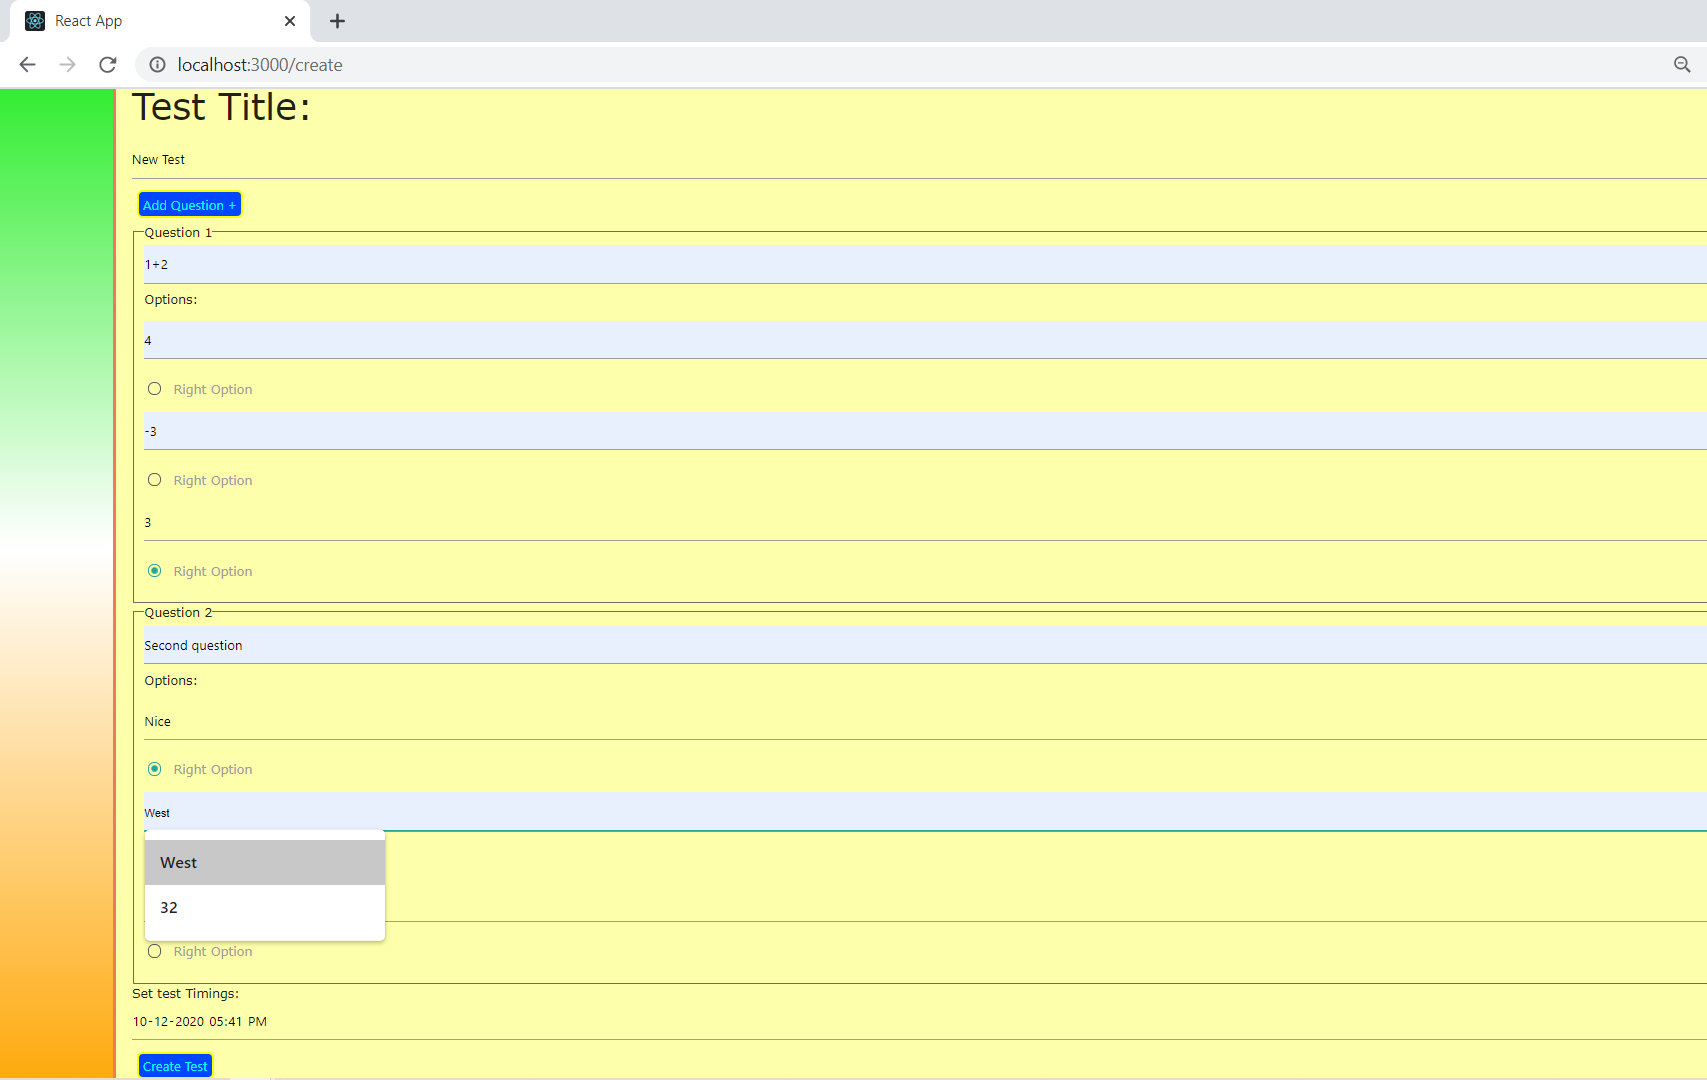 React App
localhost:3000/create
Test Title:
New Test
Add Question +
Question 1
1+2
Options:
4
Right Option
-3
Right Option
3
Right Option
Question 2
Second question
Options:
Nice
Right Option
West
West
32
Right Option
Set test Timings:
10-12-2020 05:41 PM
Create Test